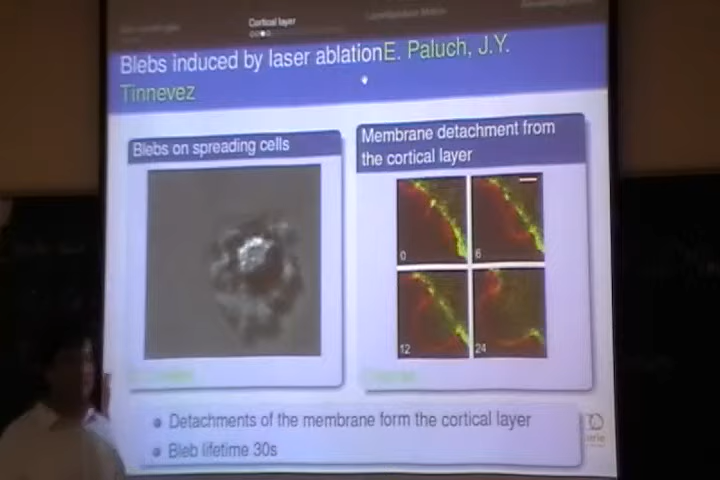 Cortical layer
Blebs induced by laser ablationE. Paluch, J.Y.
Tinnevez
Blebs on spreading cells
Membrane detachment from
the cortical layer
0
6
12
24
Detachments of the membrane form the cortical layer
Bleb lifetime 30s